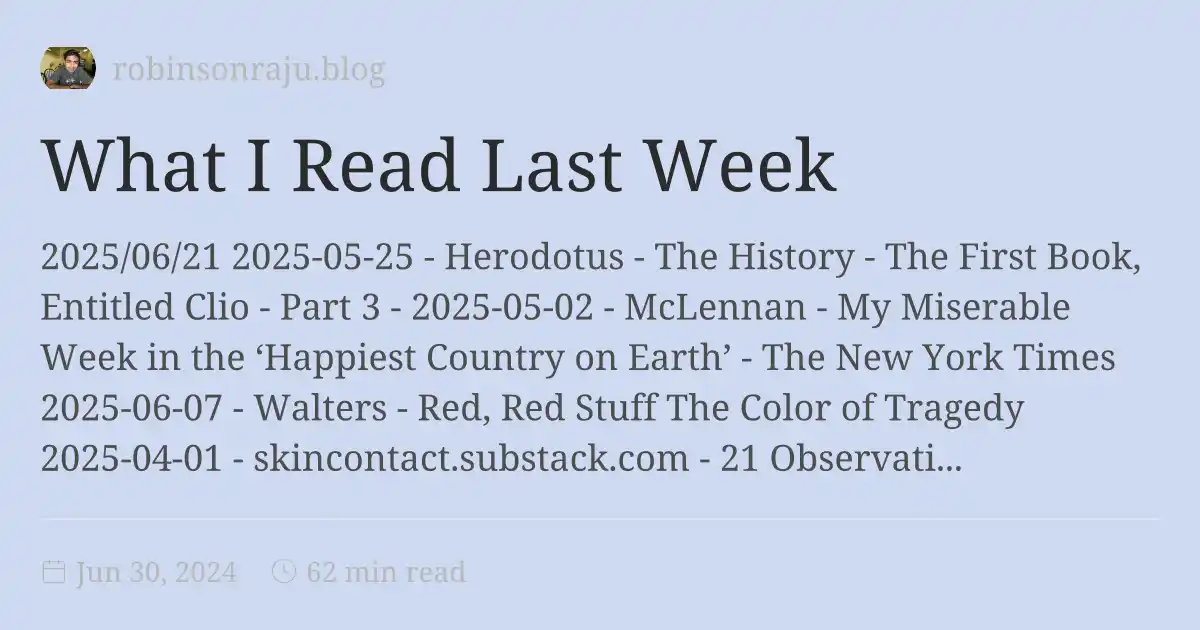 robinsonraju.blog
What I Read Last Week
2025/06/21 2025-05-25 - Herodotus - The History - The First Book,
Entitled Clio - Part 3 - 2025-05-02 - McLennan - My Miserable
Week in the ‘Happiest Country on Earth’ - The New York Times
2025-06-07 - Walters - Red, Red Stuff The Color of Tragedy
2025-04-01 - skincontact.substack.com - 21 Observati...
Jun 30, 2024 62 min read